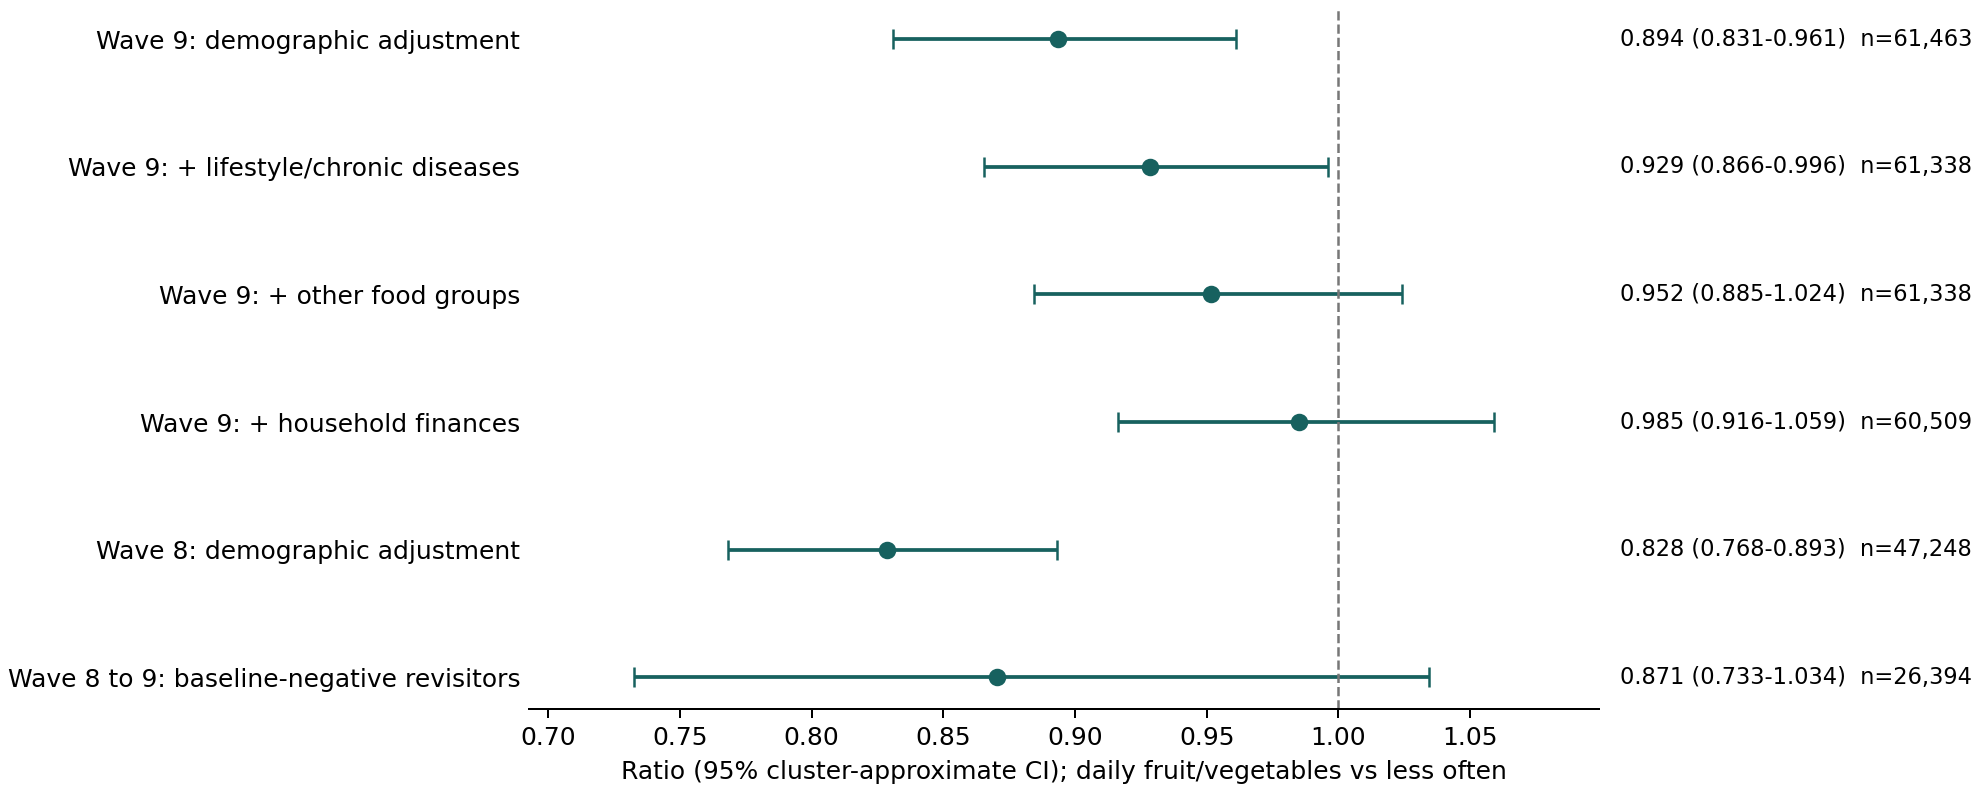 Wave 9: demographic adjustment 0.894 (0.831-0.961) n=61,463
Wave 9: + lifestyle/chronic diseases 0.929 (0.866-0.996) n=61,338
Wave 9: + other food groups 0.952 (0.885-1.024) n=61,338
Wave 9: + household finances 0.985 (0.916-1.059) n=60,509
Wave 8: demographic adjustment 0.828 (0.768-0.893) n=47,248
Wave 8 to 9: baseline-negative revisitors 0.871 (0.733-1.034) n=26,394
0.70 0.75 0.80 0.85 0.90 0.95 1.00 1.05
Ratio (95% cluster-approximate CI); daily fruit/vegetables vs less often